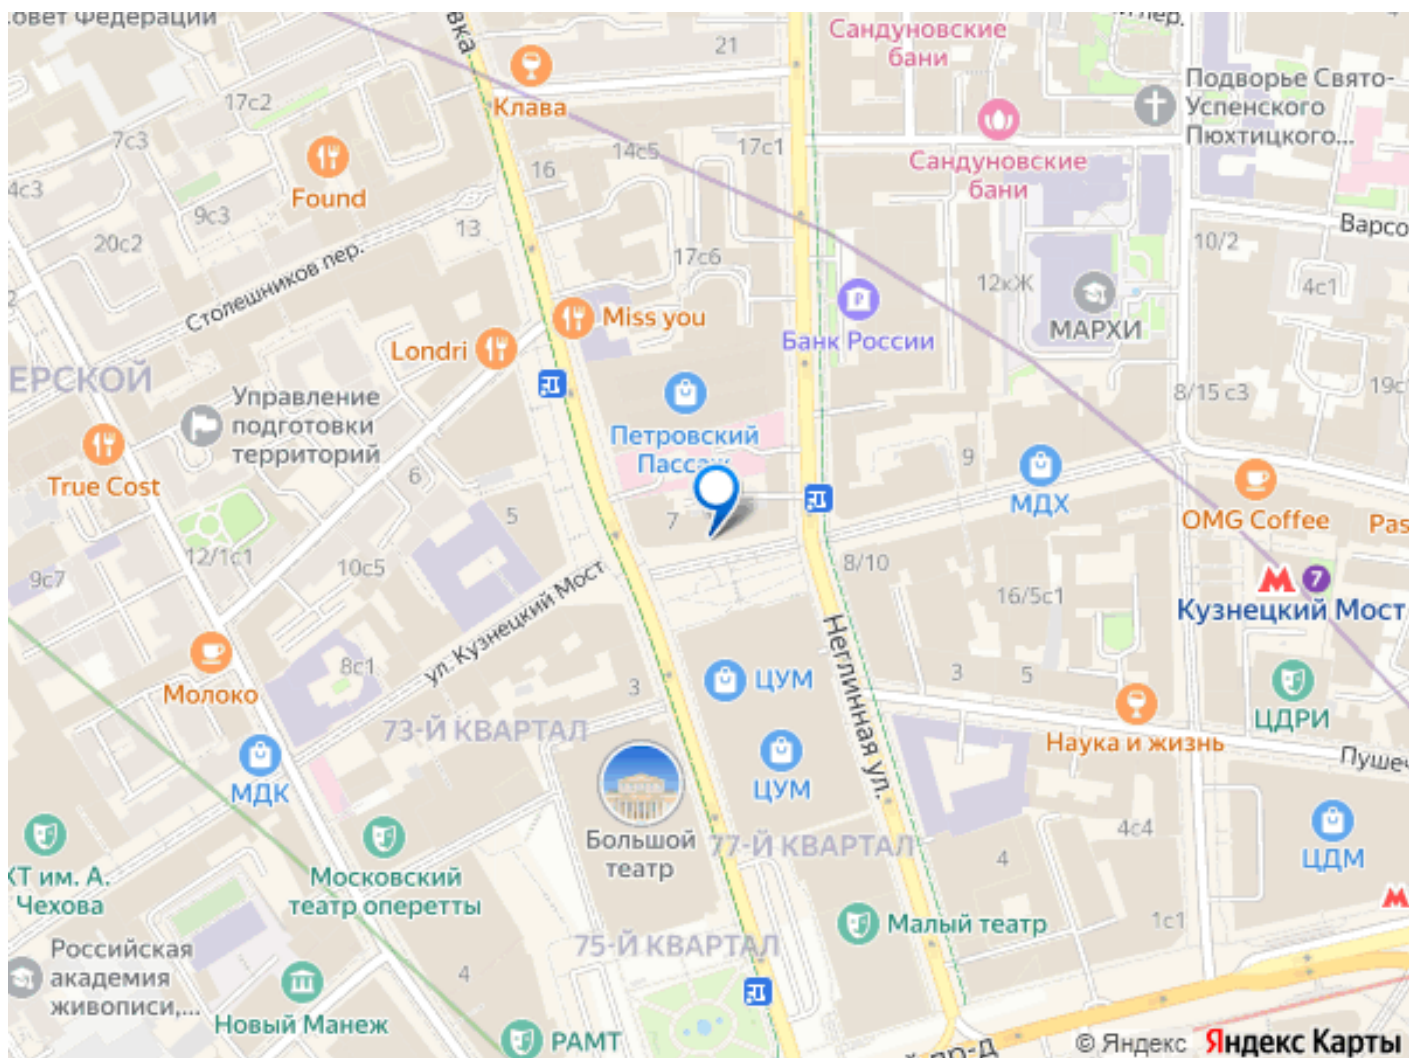 овет Федерации
вка
Клава
21
Сандуновские
бани
Подворье Свято-
Успенского
Пюхтицкого...
17с2
7с3
4с3
Found
9с3
20с2
16
14с5
17с1
Сандуновские
бани
13
Столешников пер.
17с6
Варсо
10/2
4с1
12кЖ
МАРХИ
Miss you
Londri
Банк России
ЕРСКОЙ
Управление
подготовки
территорий
Петровский
Пассаж
8/15 с3
19с
True Cost
6
5
7
9
МДХ
OMG Coffee
Pas
12/1с1
9с7
10с5
8/10
16/5с1
7
Кузнецкий Мост
ул. Кузнецкий Мост
Молоко
8с1
3
ЦУМ
Неглинная ул.
3
5
ЦДРИ
73-Й КВАРТАЛ
МДК
ЦУМ
Наука и жизнь
Пушеч
Большой
театр
77-Й КВАРТАЛ
4с4
4
ЦДМ
ХТ им. А.
Чехова
Московский
театр оперетты
Малый театр
1с1
75-Й КВАРТАЛ
Российская
академия
живописи,...
4
Новый Манеж
РАМТ
й пр-д
© Яндекс
Яндекс Карты